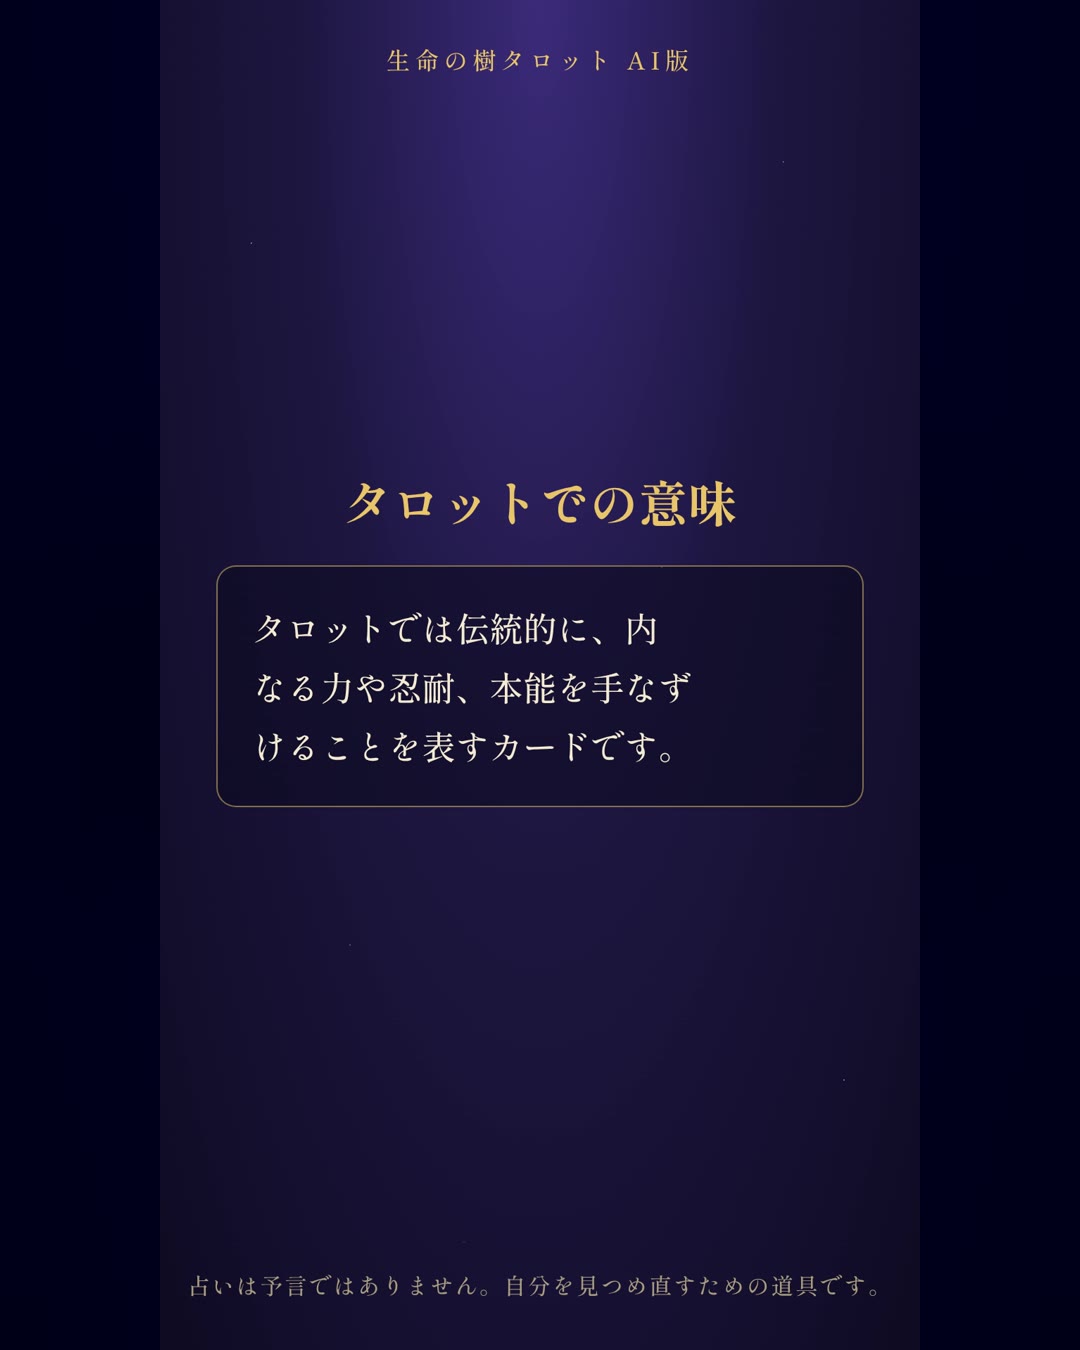 生命の樹タロット AI版
タロットでの意味
タロットでは伝統的に、内
なる力や忍耐、本能を手なず
けることを表すカードです。
占いは予言ではありません。自分を見つめ直すための道具です。